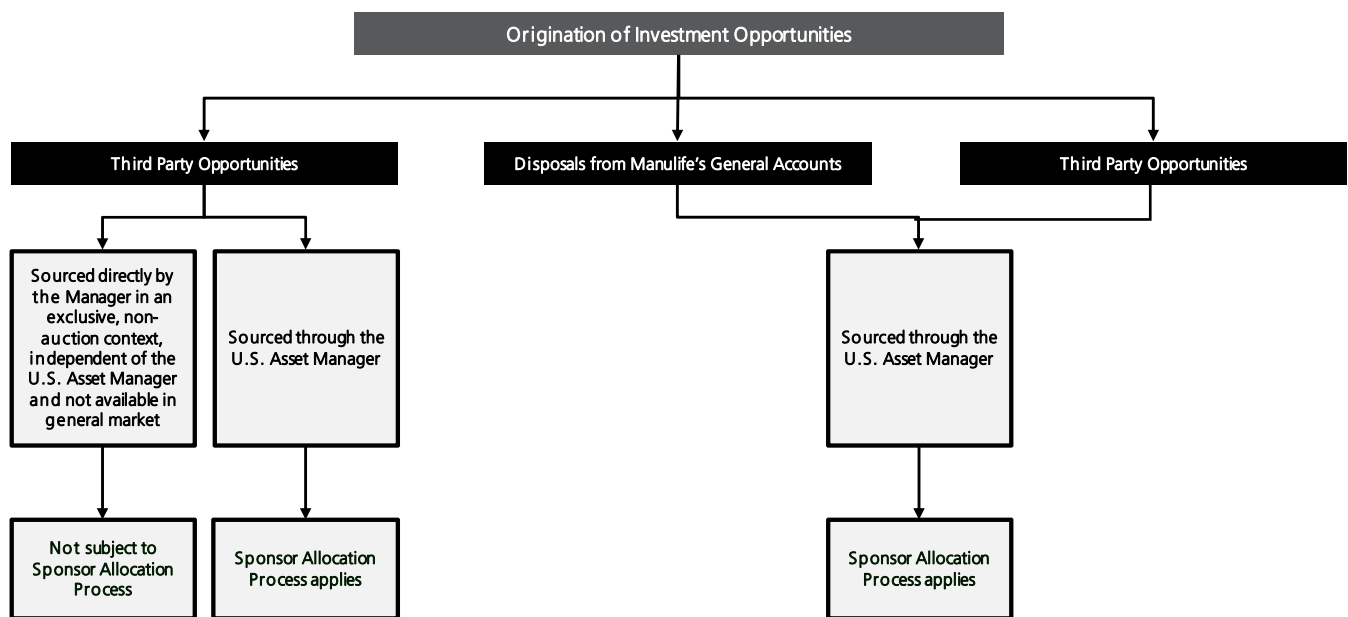 Origination of Investment Opportunities
Third Party Opportunities
Disposals from Manulife's General Accounts
Third Party Opportunities
Sourced directly by
the Manager in an
exclusive, non-
auction context,
independent of the
U.S. Asset Manager
and not available in
general market
Sourced through the
U.S. Asset Manager
Sourced through the
U.S. Asset Manager
Not subject to
Sponsor Allocation
Process
Sponsor Allocation
Process applies
Sponsor Allocation
Process applies